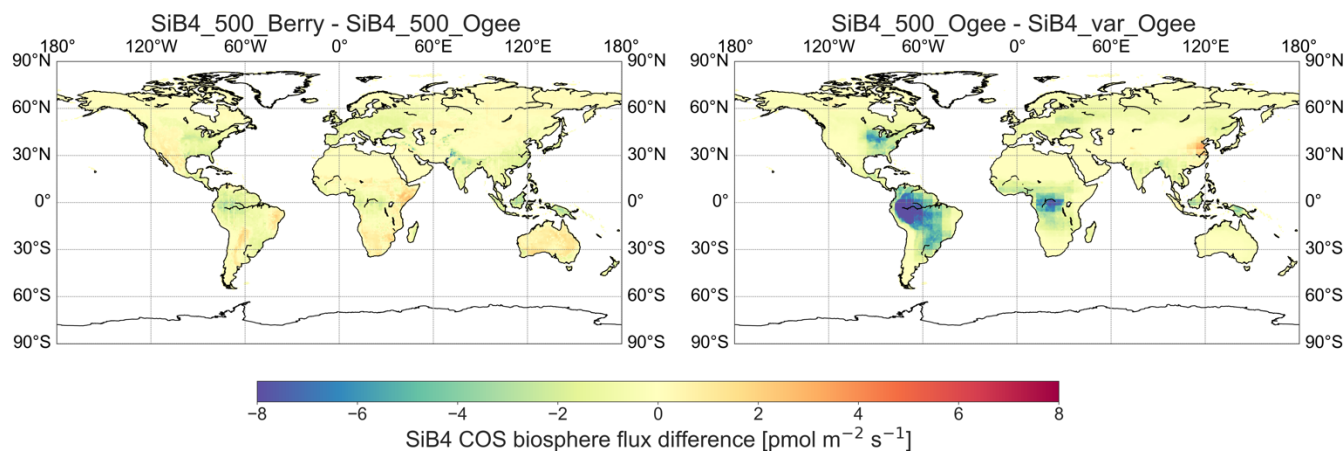 SiB4_500_Berry - SiB4_500_Ogee
180° 120°W 60°W 0° 60°E 120°E 180°
90°N 90°N
60°N 60°N
30°N 30°N
0° 0°
30°S 30°S
60°S 60°S
90°S 90°S
SiB4_500_Ogee - SiB4_var_Ogee
180° 120°W 60°W 0° 60°E 120°E 180°
90°N 90°N
60°N 60°N
30°N 30°N
0° 0°
30°S 30°S
60°S 60°S
90°S 90°S
−8 −6 −4 −2 0 2 4 6 8
SiB4 COS biosphere flux difference [pmol m⁻² s⁻¹]